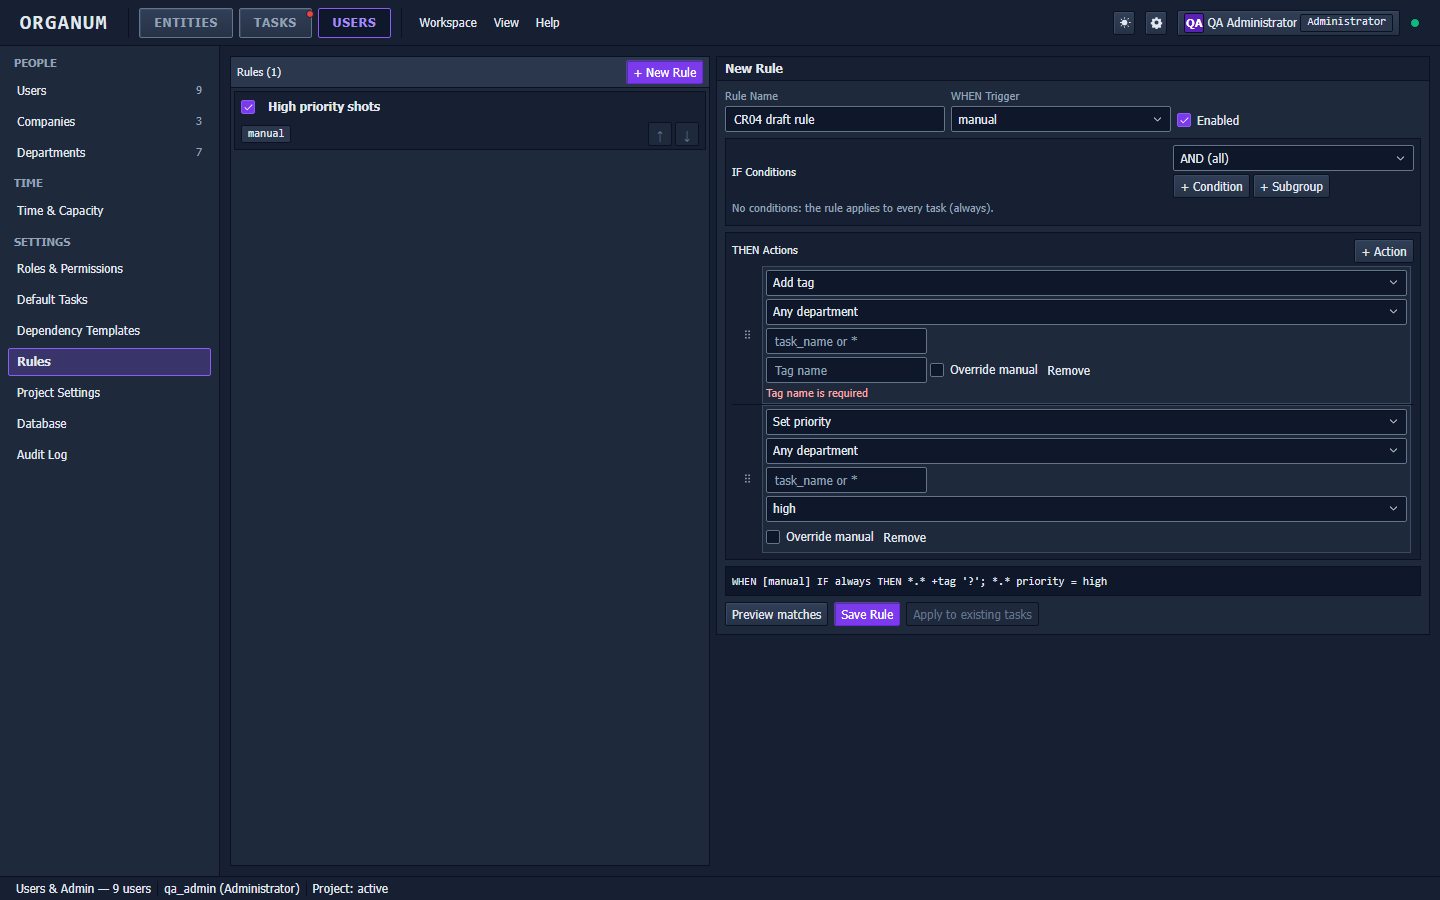 ORGANUM
ENTITIES
TASKS
USERS
Workspace
View
Help
QA
QA Administrator
Administrator
PEOPLE
Users 9
Companies 3
Departments 7
TIME
Time & Capacity
SETTINGS
Roles & Permissions
Default Tasks
Dependency Templates
Rules
Project Settings
Database
Audit Log
Rules (1)
+ New Rule
High priority shots
manual
↑ ↓
New Rule
Rule Name
WHEN Trigger
CR04 draft rule
manual
Enabled
IF Conditions
AND (all)
+ Condition
+ Subgroup
No conditions: the rule applies to every task (always).
THEN Actions
+ Action
Add tag
Any department
task_name or *
Tag name
Override manual
Remove
Tag name is required
Set priority
Any department
task_name or *
high
Override manual
Remove
WHEN [manual] IF always THEN *.* +tag '?'; *.* priority = high
Preview matches
Save Rule
Apply to existing tasks
Users & Admin — 9 users
qa_admin (Administrator)
Project: active